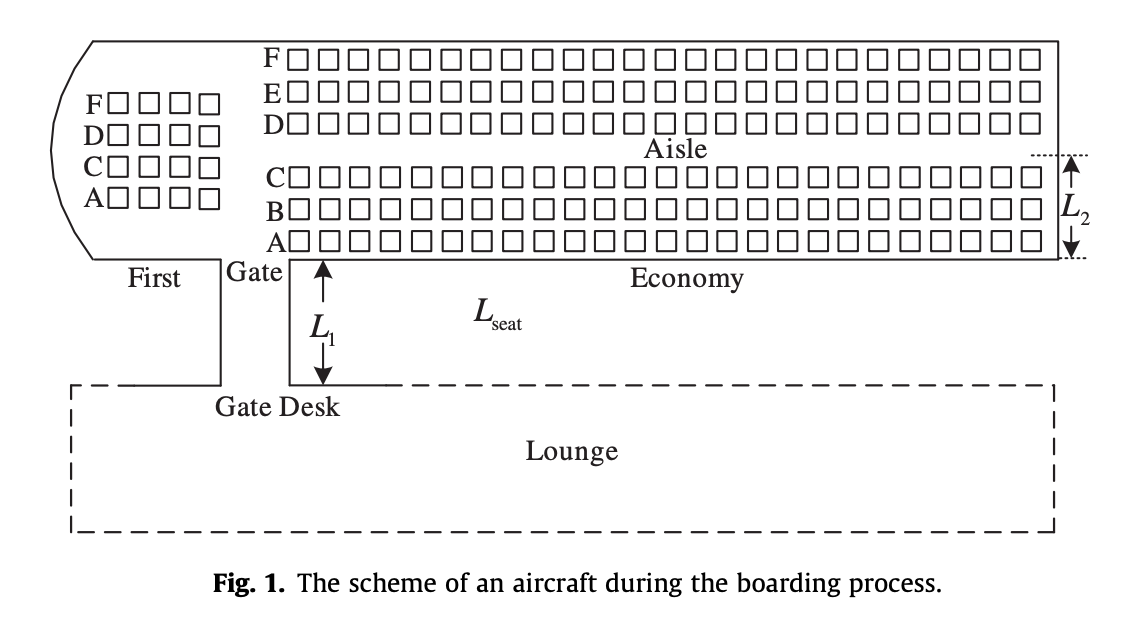 F
E
D
Aisle
C
B
A
F
D
C
A
L2
First
Gate
Economy
L1
Lseat
Gate Desk
Lounge
Fig. 1. The scheme of an aircraft during the boarding process.